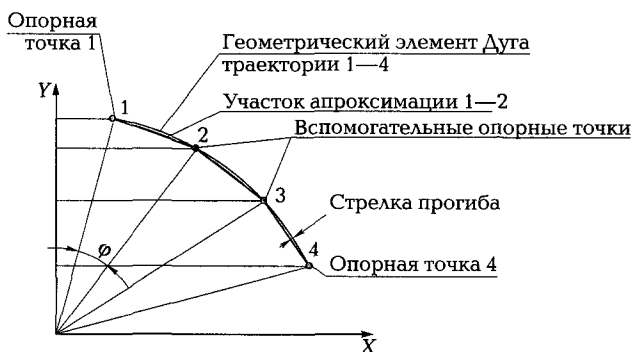 Опорная
точка 1
Геометрический элемент Дуга
траектории 1—4
Y
1
Участок апроксимации 1—2
2
Вспомогательные опорные точки
3
Стрелка прогиба
φ
4
Опорная точка 4
X